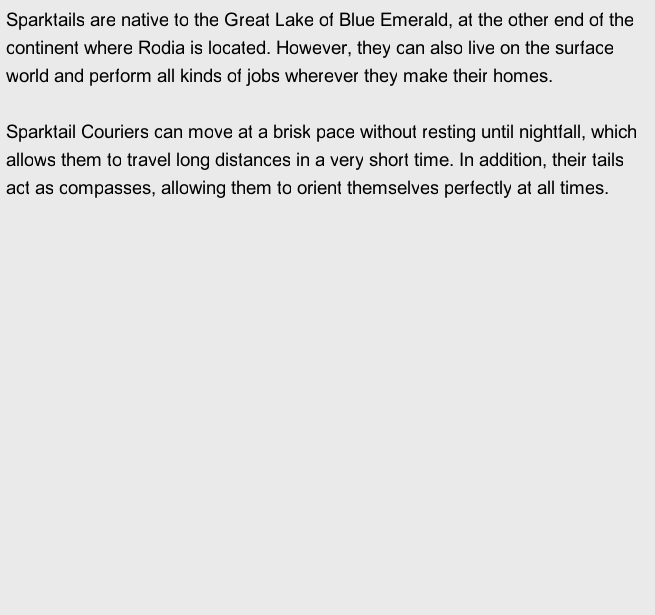 Sparktails are native to the Great Lake of Blue Emerald, at the other end of the
continent where Rodia is located. However, they can also live on the surface
world and perform all kinds of jobs wherever they make their homes.
Sparktail Couriers can move at a brisk pace without resting until nightfall, which
allows them to travel long distances in a very short time. In addition, their tails
act as compasses, allowing them to orient themselves perfectly at all times.